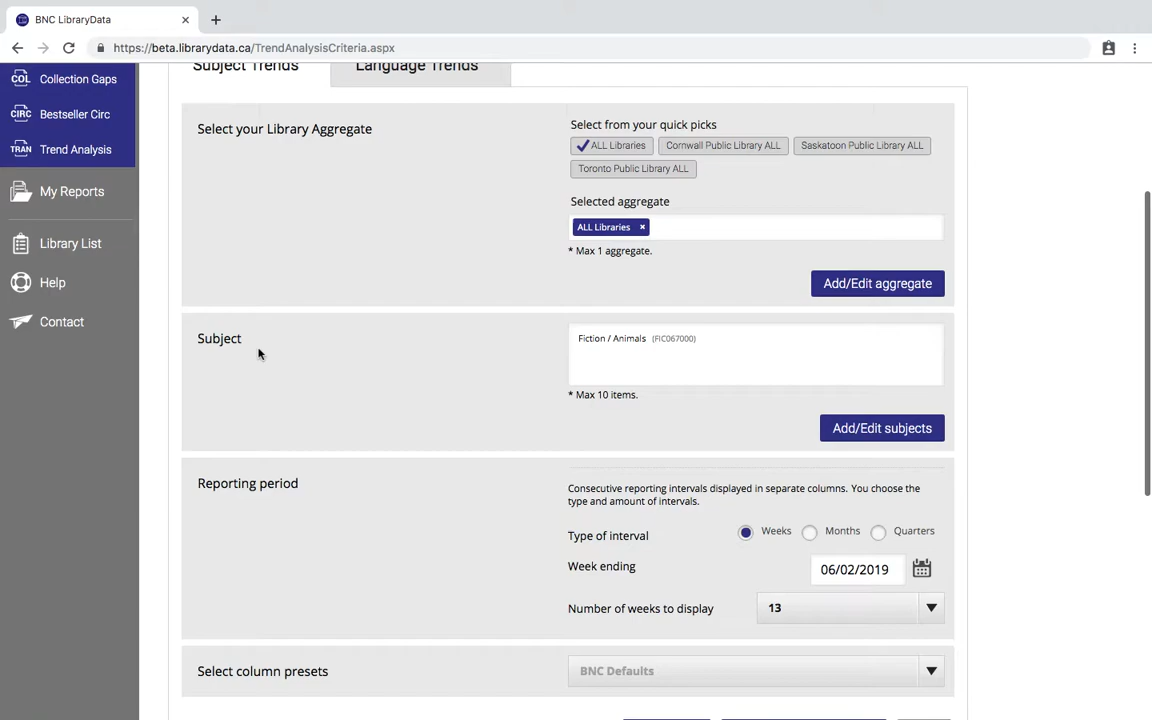 BNC LibraryData
https://beta.librarydata.ca/TrendAnalysisCriteria.aspx
Subject Trends
Language Trends
COL Collection Gaps
CIRC Bestseller Circ
TRAN Trend Analysis
My Reports
Library List
Help
Contact
Select your Library Aggregate
Select from your quick picks
ALL Libraries
Cornwall Public Library ALL
Saskatoon Public Library ALL
Toronto Public Library ALL
Selected aggregate
ALL Libraries ×
* Max 1 aggregate.
Add/Edit aggregate
Subject
Fiction / Animals (FIC067000)
* Max 10 items.
Add/Edit subjects
Reporting period
Consecutive reporting intervals displayed in separate columns. You choose the
type and amount of intervals.
Type of interval
Weeks
Months
Quarters
Week ending
06/02/2019
Number of weeks to display
13
Select column presets
BNC Defaults